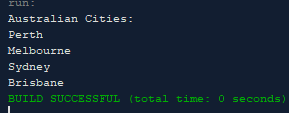 run:
Australian Cities:
Perth
Melbourne
Sydney
Brisbane
BUILD SUCCESSFUL (total time: 0 seconds)